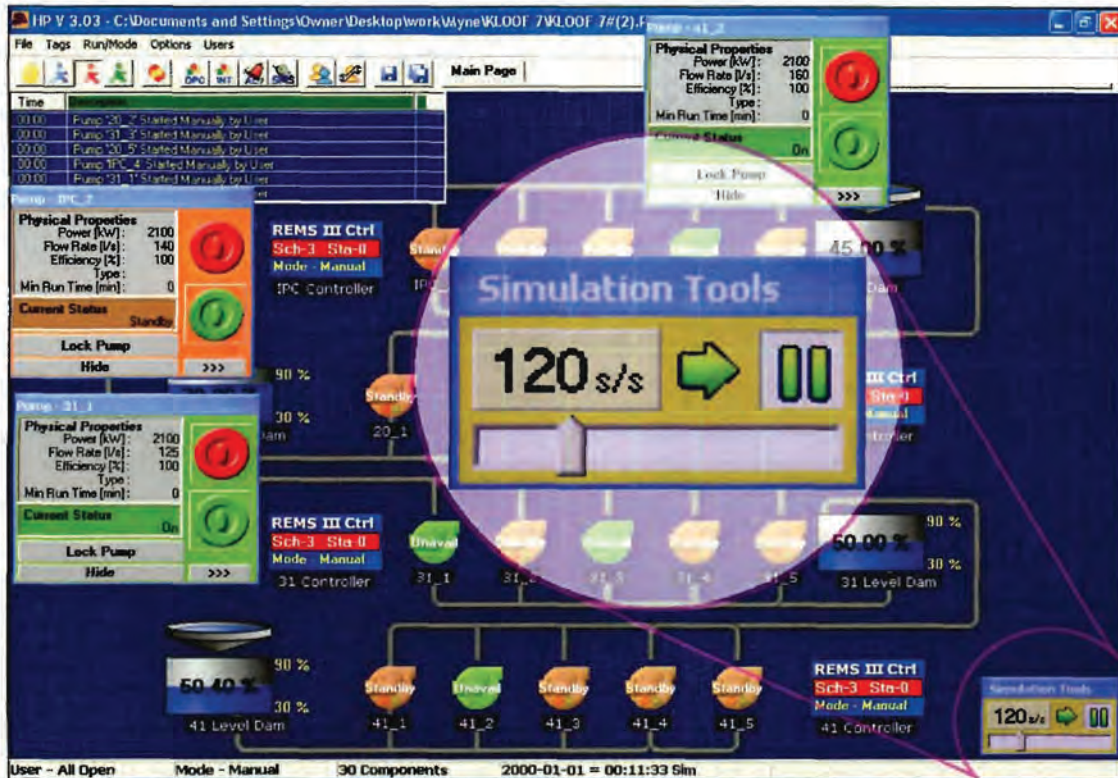 HP V 3.03 - C:\Documents and Settings\Owner\Desktop\work\Myne\KLOOF 7\KLOOF 7#(2).
File Tags Run/Mode Options Users
OPC INT SMS Main Page
Time Description
00:00 Pump '20_2' Started Manually by User
00:00 Pump '31_3' Started Manually by User
00:00 Pump '20_5' Started Manually by User
00:00 Pump 'IPC_4' Started Manually by User
00:00 Pump '31_1' Started Manually by User
Pump - 41_2
Physical Properties
Power [kW] : 2100
Flow Rate [l/s] : 160
Efficiency [%] : 100
Type :
Min Run Time [min] : 0
Current Status
On
Lock Pump
Hide >>>
Pump - IPC_2
Physical Properties
Power [kW] : 2100
Flow Rate [l/s] : 140
Efficiency [%] : 100
Type :
Min Run Time [min] : 0
Current Status
Standby
Lock Pump
Hide >>>
REMS III Ctrl
Sch-3 Sta-0
Mode - Manual
IPC Controller
45.00 %
Dam
Simulation Tools
120 s/s
90 %
30 %
Standby
20_1
Pump - 31_1
Physical Properties
Power [kW] : 2100
Flow Rate [l/s] : 125
Efficiency [%] : 100
Type :
Min Run Time [min] : 0
Current Status
On
Lock Pump
Hide >>>
REMS III Ctrl
Sch-3 Sta-0
Mode - Manual
31 Controller
Unavail
31_1 31_2 31_3 31_4 31_5
50.00 % 90 %
30 %
31 Level Dam
50.40 % 90 %
30 %
41 Level Dam
Standby Unavail Standby Standby Standby
41_1 41_2 41_3 41_4 41_5
REMS III Ctrl
Sch-3 Sta-0
Mode - Manual
41 Controller
Simulation Tools
120 s/s
User - All Open Mode - Manual 30 Components 2000-01-01 = 00:11:33 Sim